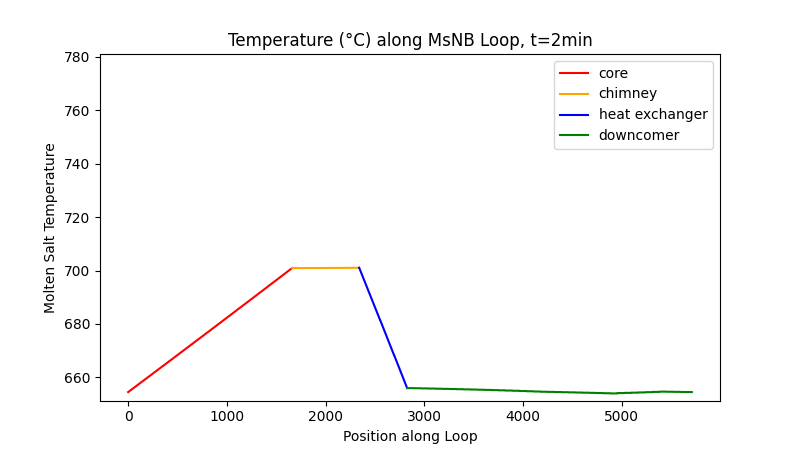 Temperature (°C) along MsNB Loop, t=2min
780
760
740
720
700
680
660
Molten Salt Temperature
core
chimney
heat exchanger
downcomer
0
1000
2000
3000
4000
5000
Position along Loop